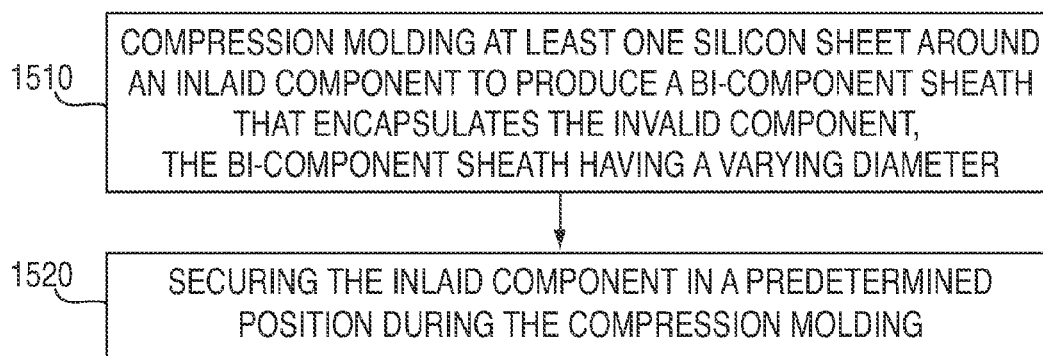 1510
COMPRESSION MOLDING AT LEAST ONE SILICON SHEET AROUND
AN INLAID COMPONENT TO PRODUCE A BI-COMPONENT SHEATH
THAT ENCAPSULATES THE INVALID COMPONENT,
THE BI-COMPONENT SHEATH HAVING A VARYING DIAMETER
1520
SECURING THE INLAID COMPONENT IN A PREDETERMINED
POSITION DURING THE COMPRESSION MOLDING